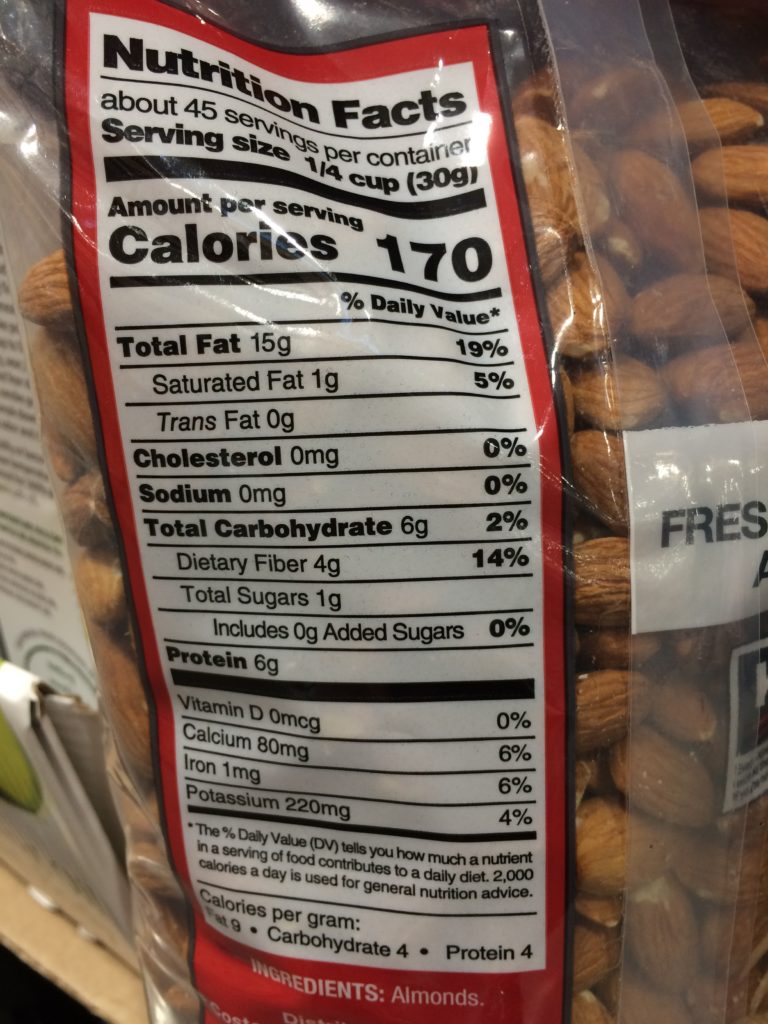 Nutrition Facts
about 45 servings per container
Serving size 1/4 cup (30g)
Amount per serving
Calories 170
% Daily Value*
Total Fat 15g 19%
Saturated Fat 1g 5%
Trans Fat 0g
Cholesterol 0mg 0%
Sodium 0mg 0%
Total Carbohydrate 6g 2%
Dietary Fiber 4g 14%
Total Sugars 1g
Includes 0g Added Sugars 0%
Protein 6g
Vitamin D 0mcg 0%
Calcium 80mg 6%
Iron 1mg 6%
Potassium 220mg 4%
*The % Daily Value (DV) tells you how much a nutrient
in a serving of food contributes to a daily diet. 2,000
calories a day is used for general nutrition advice.
Calories per gram:
Fat 9 • Carbohydrate 4 • Protein 4
INGREDIENTS: Almonds.
FRES